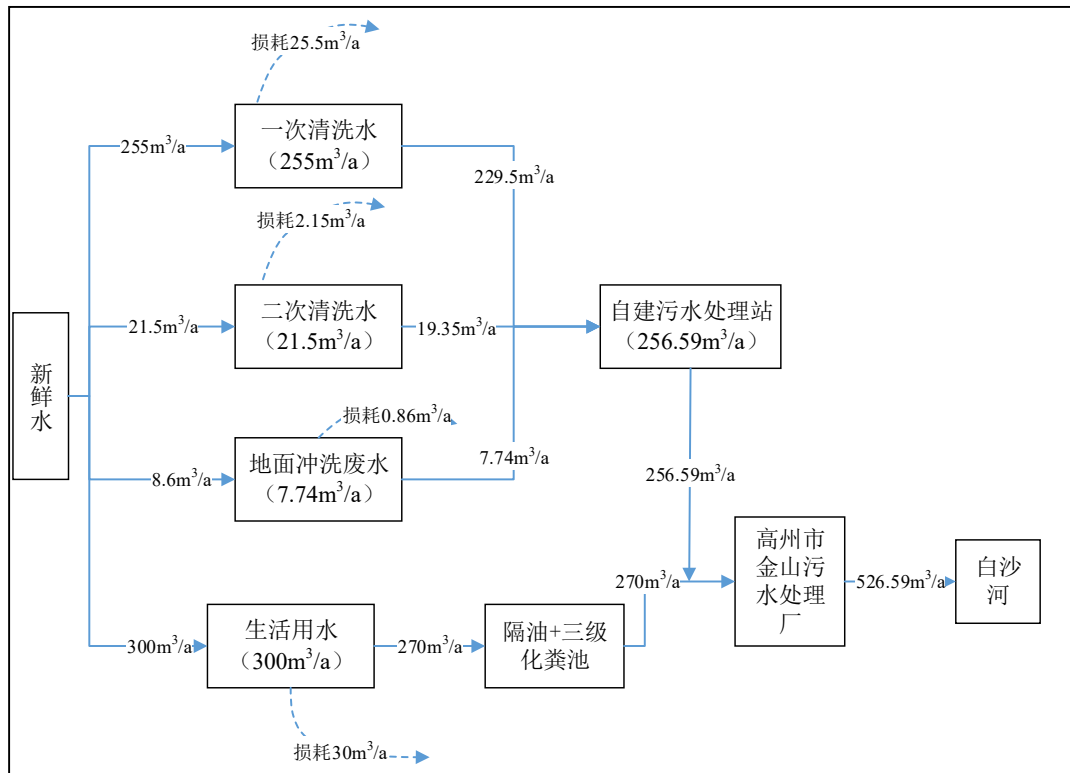 损耗25.5m³/a
255m³/a
一次清洗水
（255m³/a）
229.5m³/a
损耗2.15m³/a
21.5m³/a
二次清洗水
（21.5m³/a）
19.35m³/a
自建污水处理站
（256.59m³/a）
新
鲜
水
损耗0.86m³/a
8.6m³/a
地面冲洗废水
（7.74m³/a）
7.74m³/a
256.59m³/a
高州市
金山污
水处理
厂
526.59m³/a
白沙
河
270m³/a
300m³/a
生活用水
（300m³/a）
270m³/a
隔油+三级
化粪池
损耗30m³/a